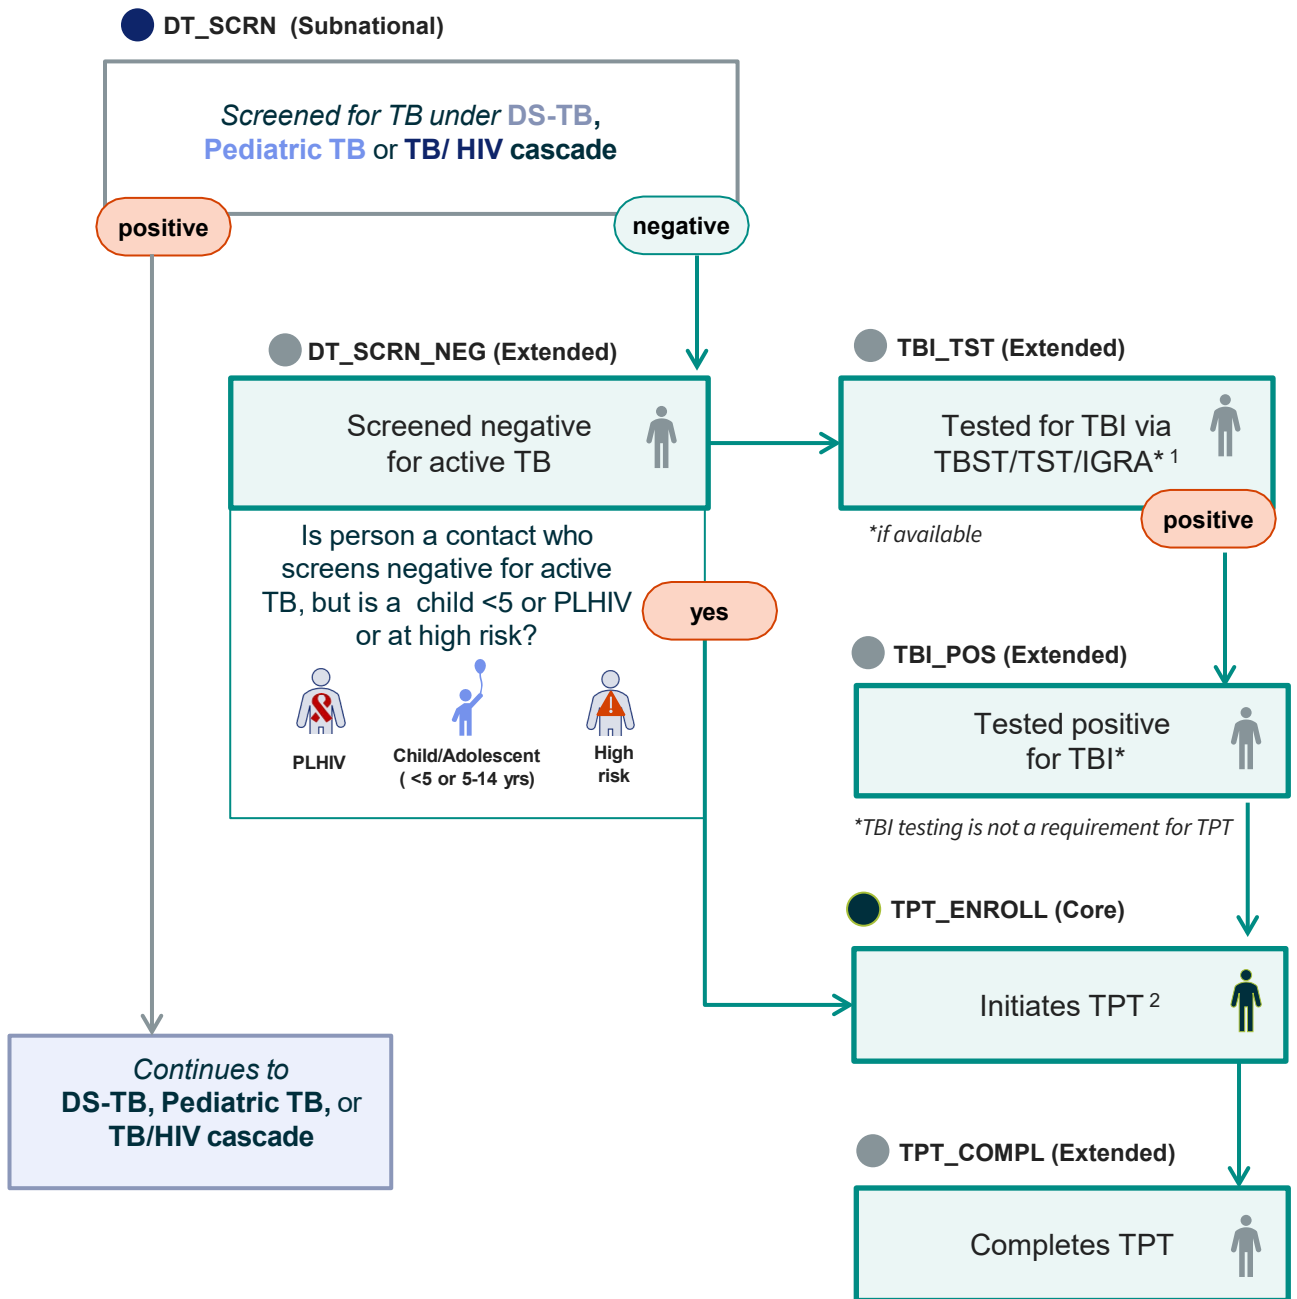 DT_SCRN (Subnational)
Screened for TB under DS-TB,
Pediatric TB or TB/ HIV cascade
positive
negative
DT_SCRN_NEG (Extended)
Screened negative
for active TB
Is person a contact who
screens negative for active
TB, but is a child <5 or PLHIV
or at high risk?
yes
PLHIV
Child/Adolescent
( <5 or 5-14 yrs)
High
risk
TBI_TST (Extended)
Tested for TBI via
TBST/TST/IGRA* 1
*if available
positive
TBI_POS (Extended)
Tested positive
for TBI*
*TBI testing is not a requirement for TPT
TPT_ENROLL (Core)
Initiates TPT 2
Continues to
DS-TB, Pediatric TB, or
TB/HIV cascade
TPT_COMPL (Extended)
Completes TPT